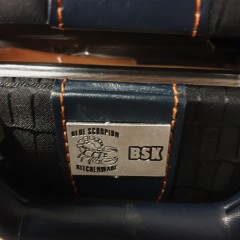 BLUE SCORPION
KITCHENWARE
BSK